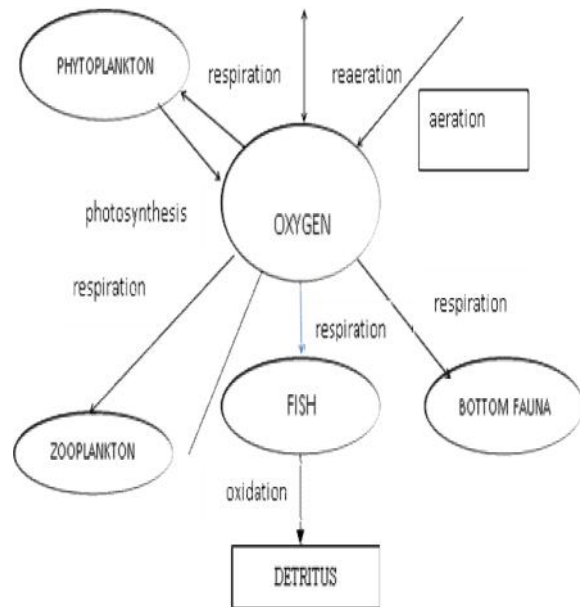 PHYTOPLANKTON
respiration
reaeration
aeration
photosynthesis
OXYGEN
respiration
respiration
respiration
ZOOPLANKTON
FISH
BOTTOM FAUNA
oxidation
DETRITUS